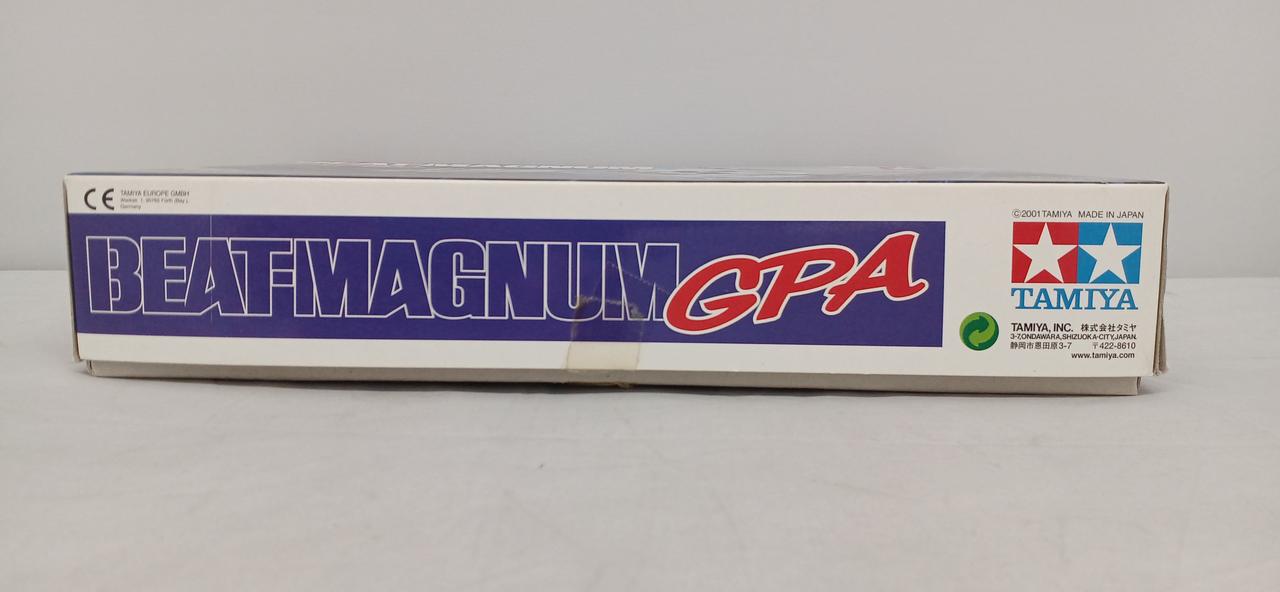 CE TAMIYA EUROPE GMBH
Germany
BEAT-MAGNUM GPA
©2001 TAMIYA MADE IN JAPAN
TAMIYA
TAMIYA, INC. 株式会社タミヤ
3-7,ONDAWARA,SHIZUOKA-CITY,JAPAN.
静岡市恩田原3-7 〒422-8610
www.tamiya.com